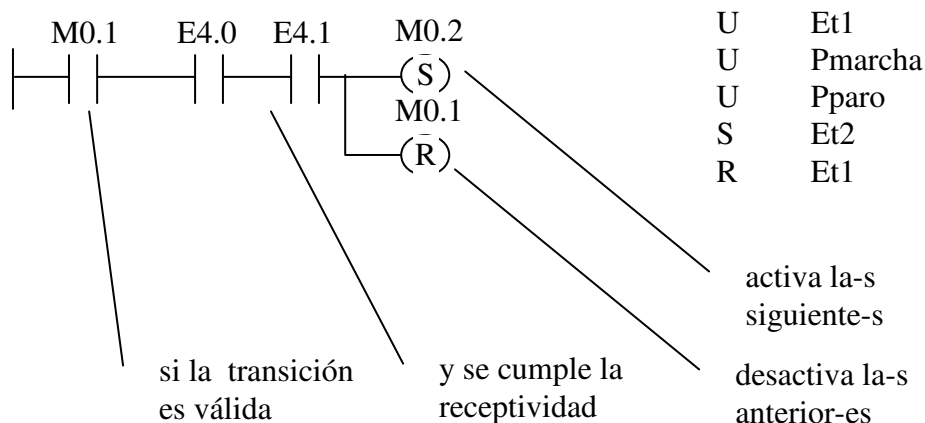 M0.1 E4.0 E4.1 M0.2
(S)
M0.1
(R)
U Et1
U Pmarcha
U Pparo
S Et2
R Et1
activa la-s
siguiente-s
si la transición
es válida
y se cumple la
receptividad
desactiva la-s
anterior-es